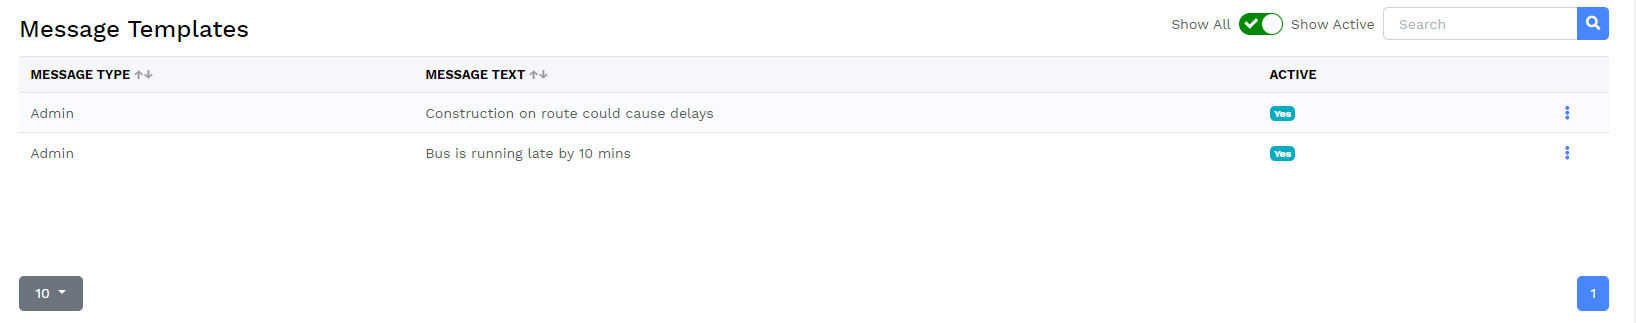 Message Templates
Show All Show Active Search
MESSAGE TYPE MESSAGE TEXT ACTIVE
Admin Construction on route could cause delays Yes
Admin Bus is running late by 10 mins Yes
10 1